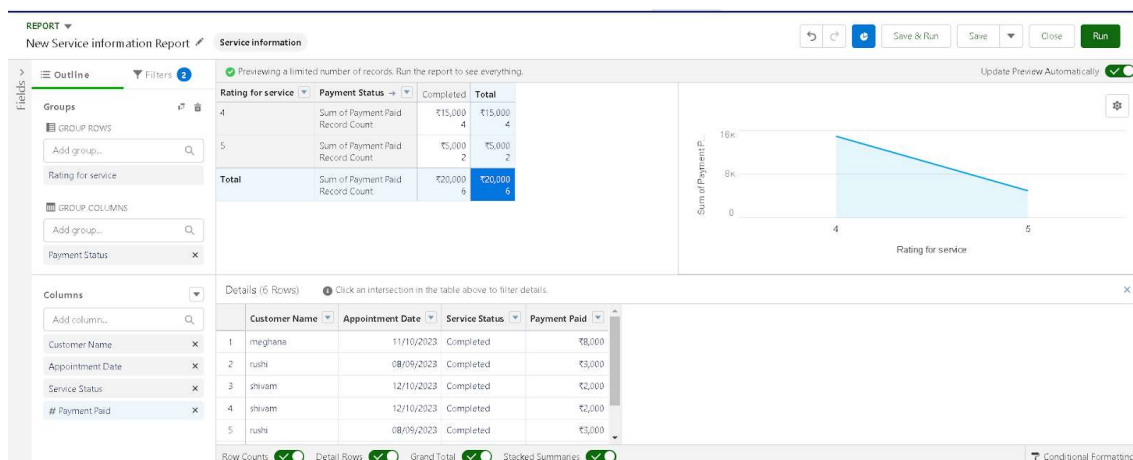 REPORT
New Service information Report Service information
Save & Run Save Close Run
Fields
Outline Filters 2
Previewing a limited number of records. Run the report to see everything. Update Preview Automatically
Groups
GROUP ROWS
Add group...
Rating for service
GROUP COLUMNS
Add group...
Payment Status
Rating for service Payment Status → Completed Total
4 Sum of Payment Paid ₹15,000 ₹15,000
Record Count 4 4
5 Sum of Payment Paid ₹5,000 ₹5,000
Record Count 2 2
Total Sum of Payment Paid ₹20,000 ₹20,000
Record Count 6 6
Sum of Payment P...
16K
8K
0
4 5
Rating for service
Columns
Add column...
Customer Name
Appointment Date
Service Status
# Payment Paid
Details (6 Rows) Click an intersection in the table above to filter details.
Customer Name Appointment Date Service Status Payment Paid
1 meghana 11/10/2023 Completed ₹8,000
2 rushi 08/09/2023 Completed ₹3,000
3 shivam 12/10/2023 Completed ₹2,000
4 shivam 12/10/2023 Completed ₹2,000
5 rushi 08/09/2023 Completed ₹3,000
Row Counts Detail Rows Grand Total Stacked Summaries Conditional Formatting